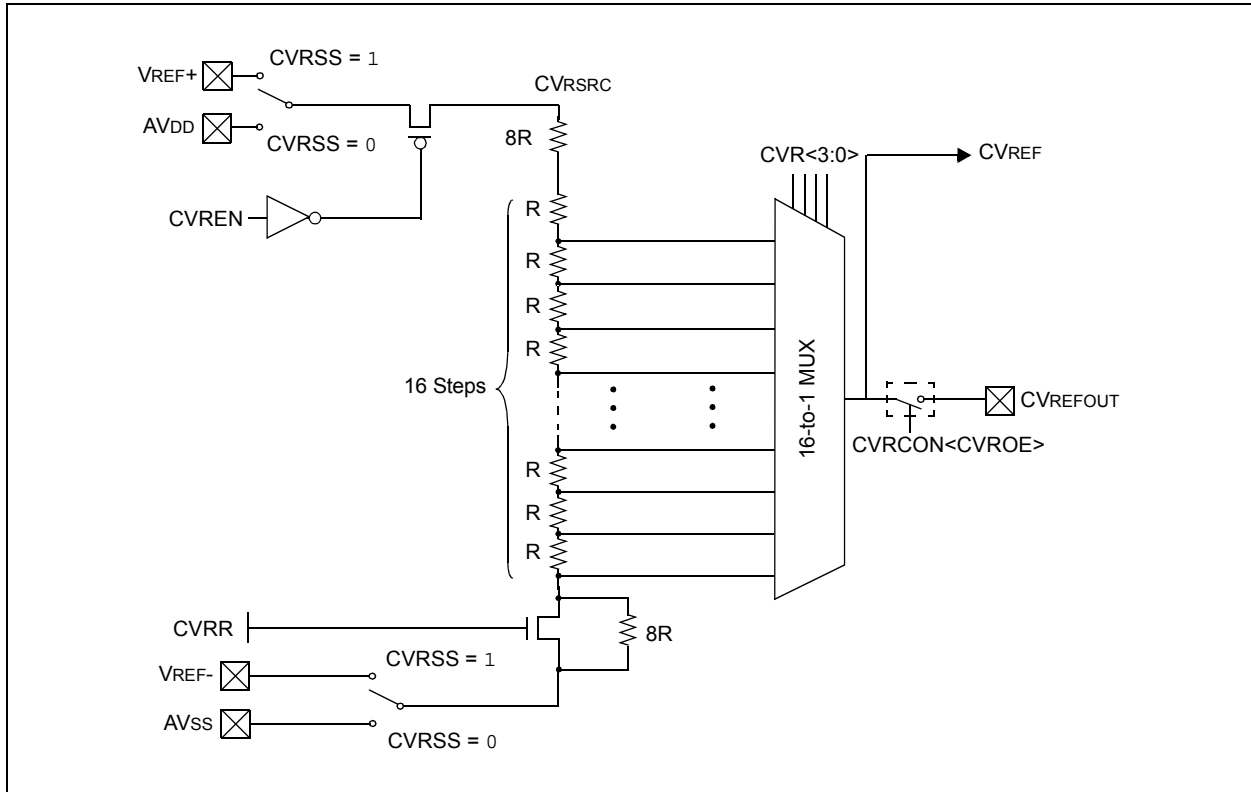 CVRSS = 1
VREF+
CVRSRC
AVDD
CVRSS = 0
8R
CVR<3:0>
CVREF
CVREN
R
R
R
R
16 Steps
16-to-1 MUX
CVREFOUT
CVRCON<CVROE>
R
R
R
CVRR
8R
CVRSS = 1
VREF-
AVSS
CVRSS = 0